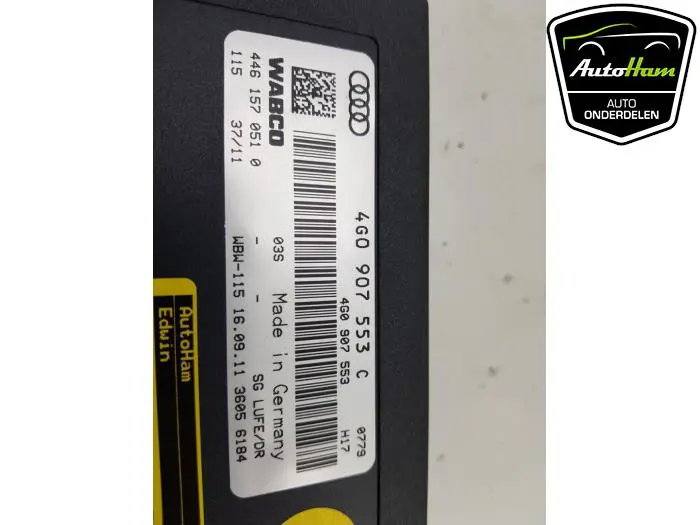 AutoHam
AUTO
ONDERDELEN
4G0 907 553 C
0779
4G0 907 553
H17
WABCO
03S Made in Germany
446 157 051 0
- - SG LUFE/DR
115 37/11
WBW-115 16.09.11 3605 6184
AutoHam
Edwin